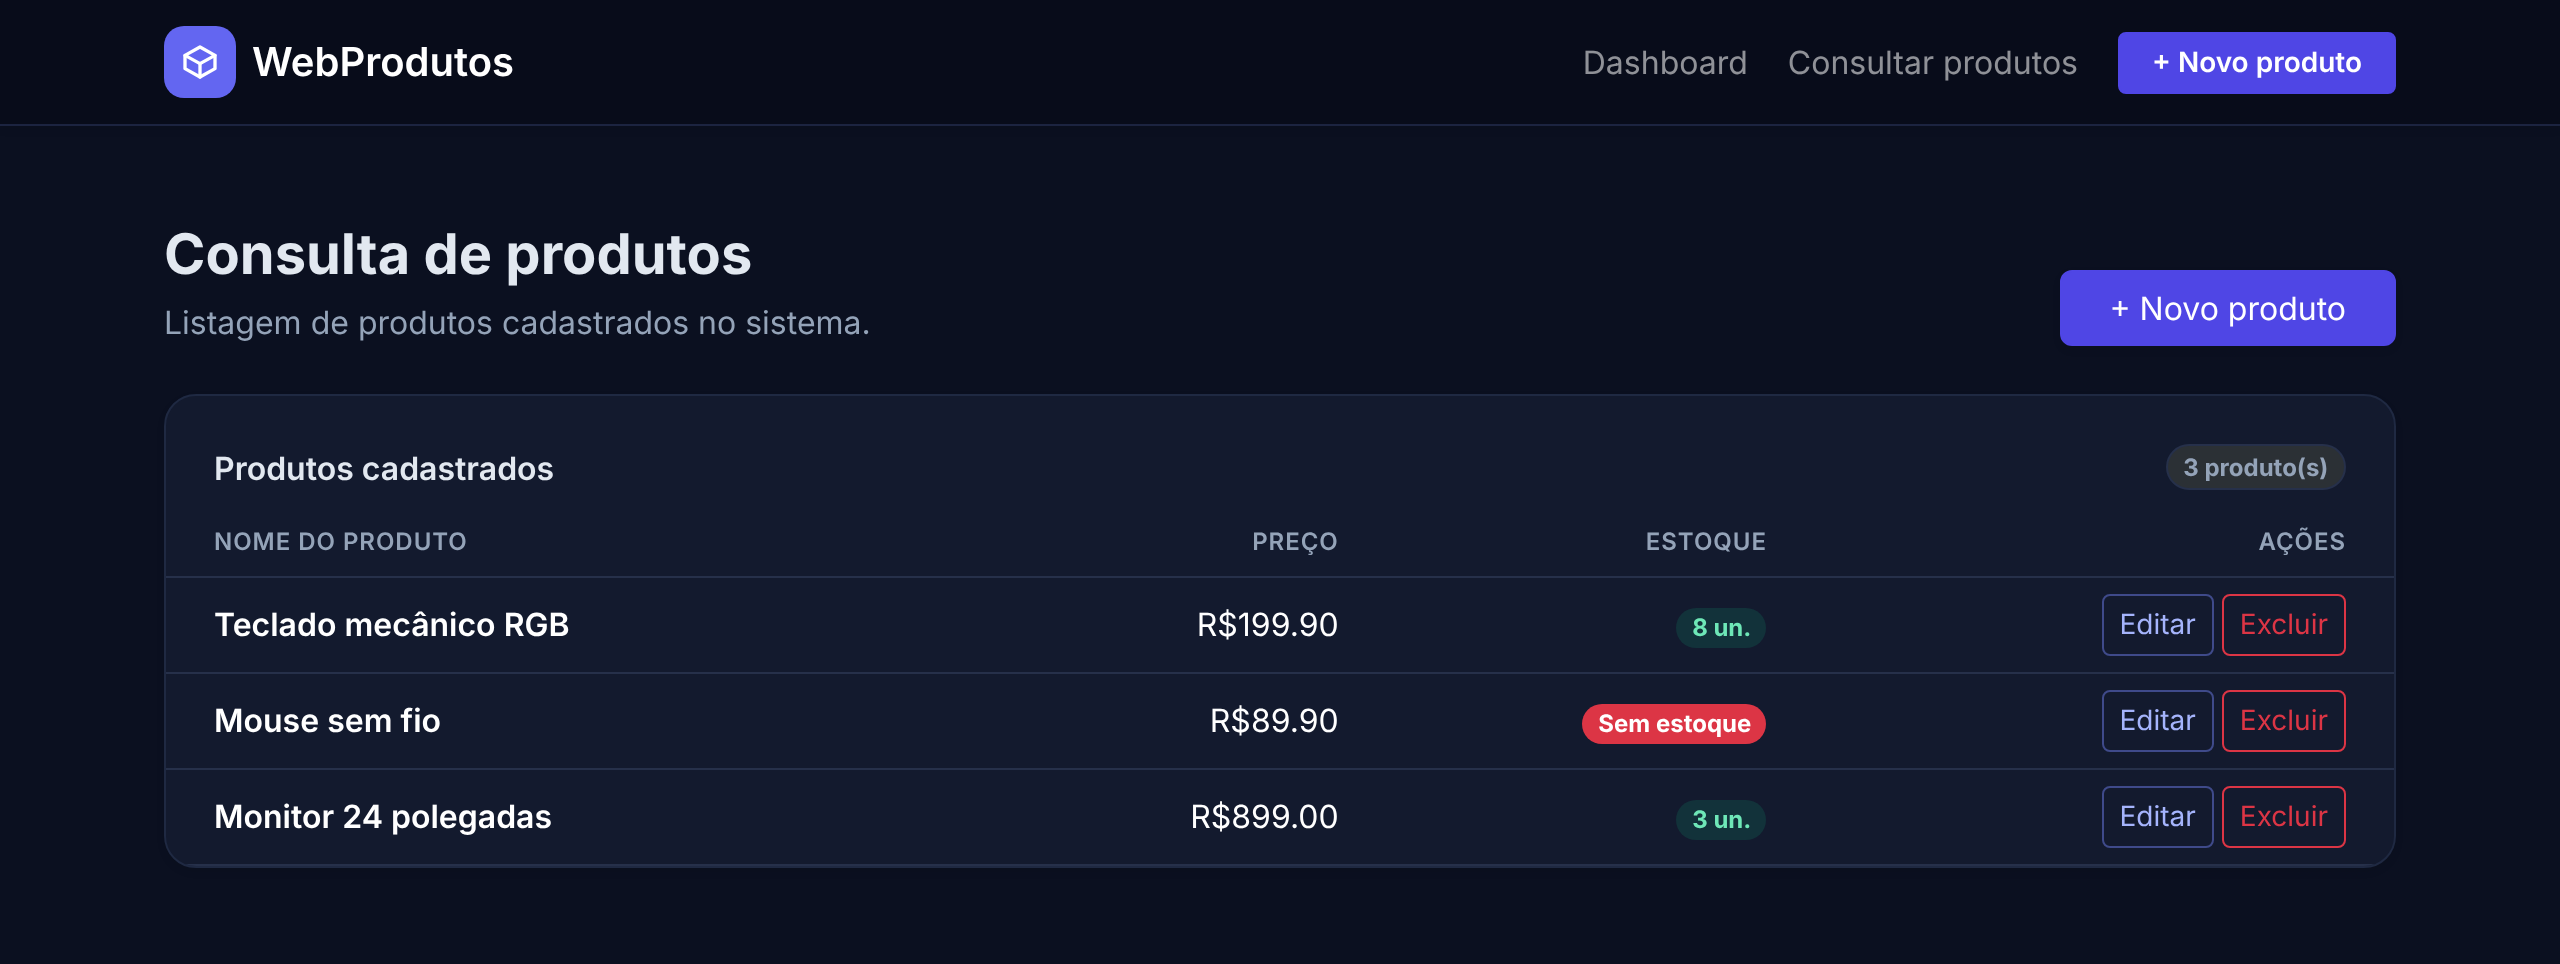 WebProdutos Dashboard Consultar produtos + Novo produto
Consulta de produtos
Listagem de produtos cadastrados no sistema.
+ Novo produto
Produtos cadastrados 3 produto(s)
NOME DO PRODUTO PREÇO ESTOQUE AÇÕES
Teclado mecânico RGB R$199.90 8 un. Editar Excluir
Mouse sem fio R$89.90 Sem estoque Editar Excluir
Monitor 24 polegadas R$899.00 3 un. Editar Excluir